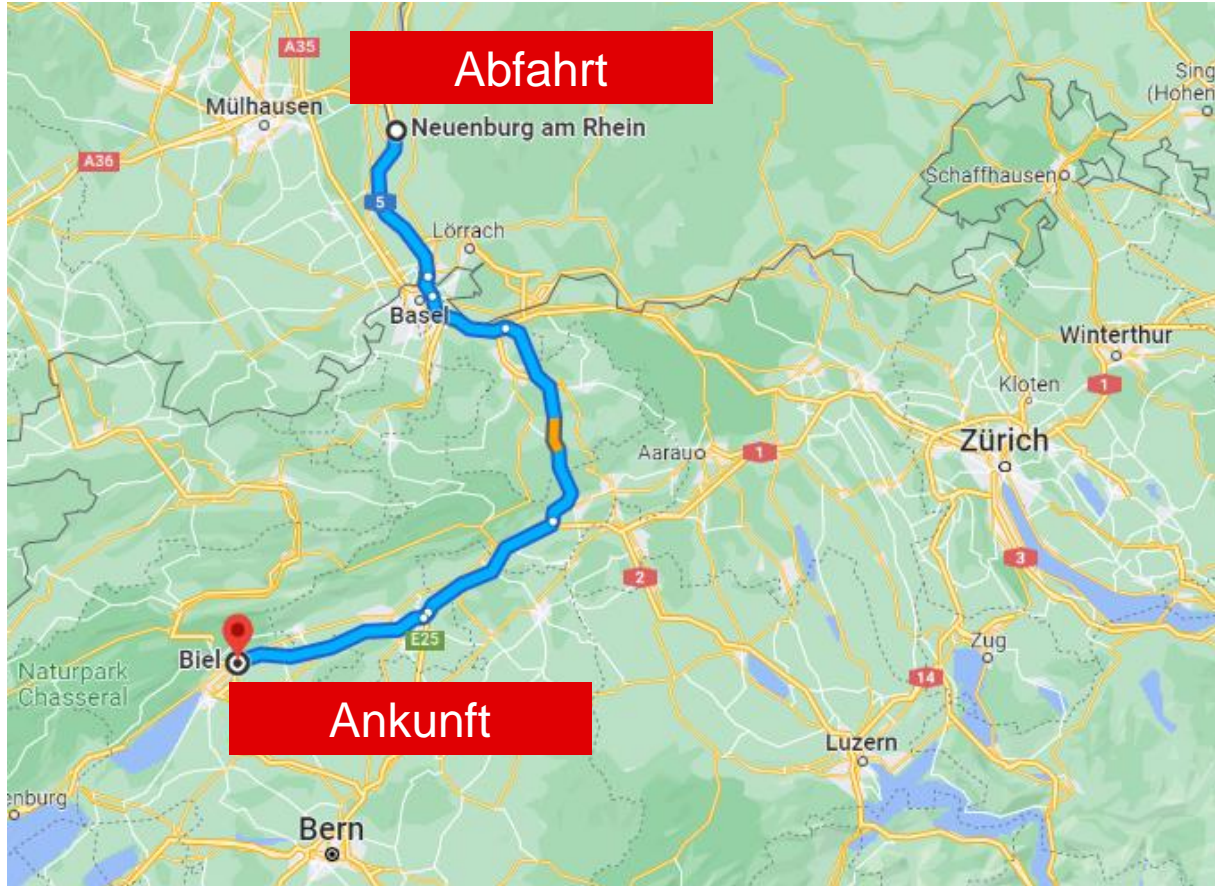 Abfahrt
A35
Sing
(Hohen
Mülhausen
Neuenburg am Rhein
A36
Schaffhausen
5
Lörrach
Basel
Winterthur
Kloten
1
Zürich
Aarau
1
3
2
E25
Biel
Zug
Naturpark
Chasseral
14
Ankunft
Luzern
enburg
Bern